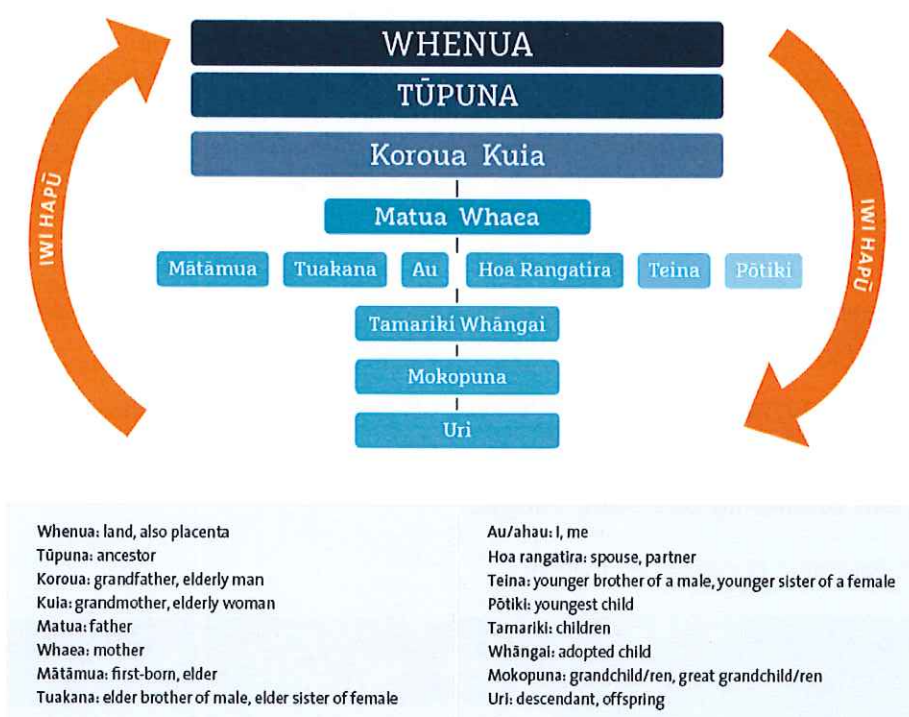 WHENUA
TŪPUNA
Koroua Kuia
IWI HAPŪ
IWI HAPŪ
Matua Whaea
Mātāmua Tuakana Au Hoa Rangatira Teina Pōtiki
Tamariki Whāngai
Mokopuna
Uri
Whenua: land, also placenta
Tūpuna: ancestor
Koroua: grandfather, elderly man
Kuia: grandmother, elderly woman
Matua: father
Whaea: mother
Mātāmua: first-born, elder
Tuakana: elder brother of male, elder sister of female
Au/ahau: I, me
Hoa rangatira: spouse, partner
Teina: younger brother of a male, younger sister of a female
Pōtiki: youngest child
Tamariki: children
Whāngai: adopted child
Mokopuna: grandchild/ren, great grandchild/ren
Uri: descendant, offspring